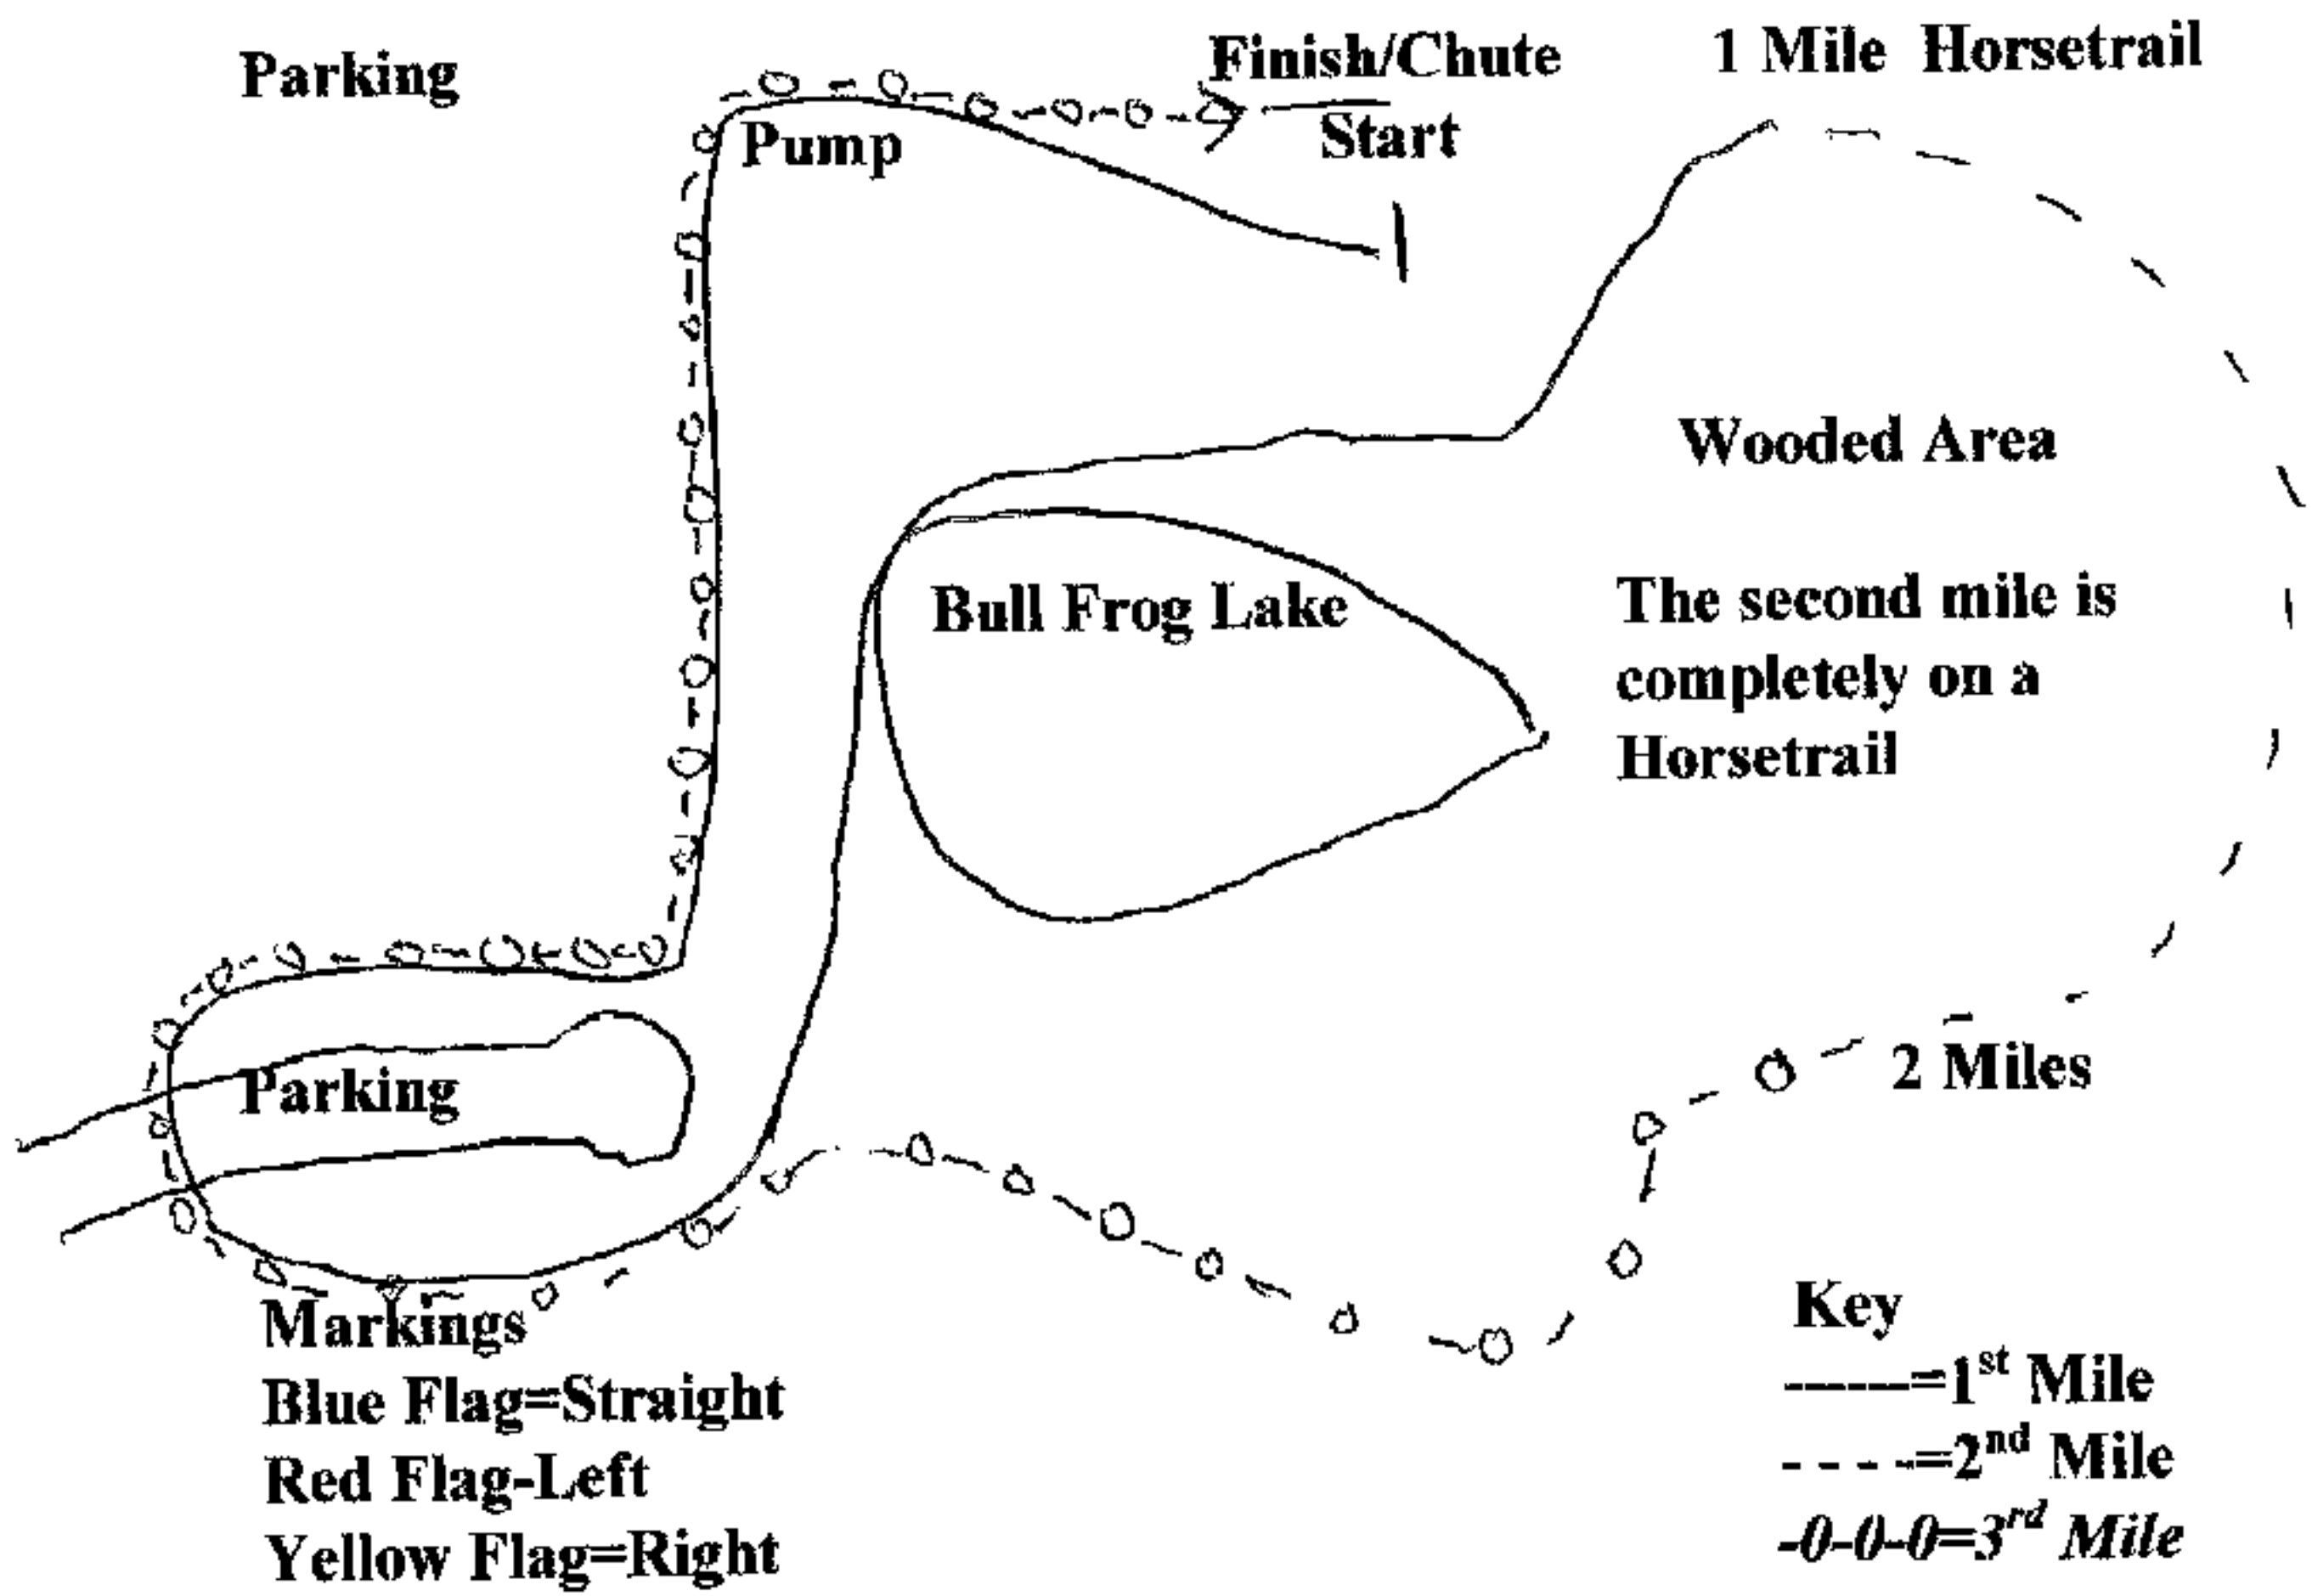 Parking
Finish/Chute
1 Mile Horsetrail
Pump
Start
Wooded Area
Bull Frog Lake
The second mile is
completely on a
Horsetrail
Parking
2 Miles
Markings
Blue Flag=Straight
Red Flag-Left
Yellow Flag=Right
Key
------=1st Mile
- - - -=2nd Mile
-0-0-0=3rd Mile